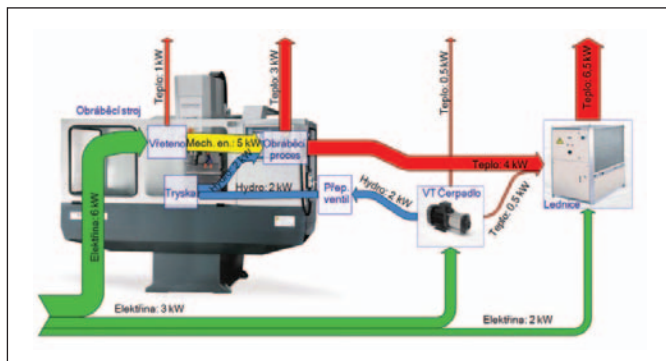 Teplo: 1 kW
Teplo: 3 kW
Teplo: 0,5 kW
Teplo: 6,5 kW
Obráběcí stroj
Vřeteno
Mech. en.: 5 kW
Obráběcí
proces
Teplo: 4 kW
Tryska
Hydro: 2 kW
Přep.
ventil
Hydro: 2 kW
VT Čerpadlo
Teplo: 0,5 kW
Lednice
Elektřina: 6 kW
Elektřina: 3 kW
Elektřina: 2 kW